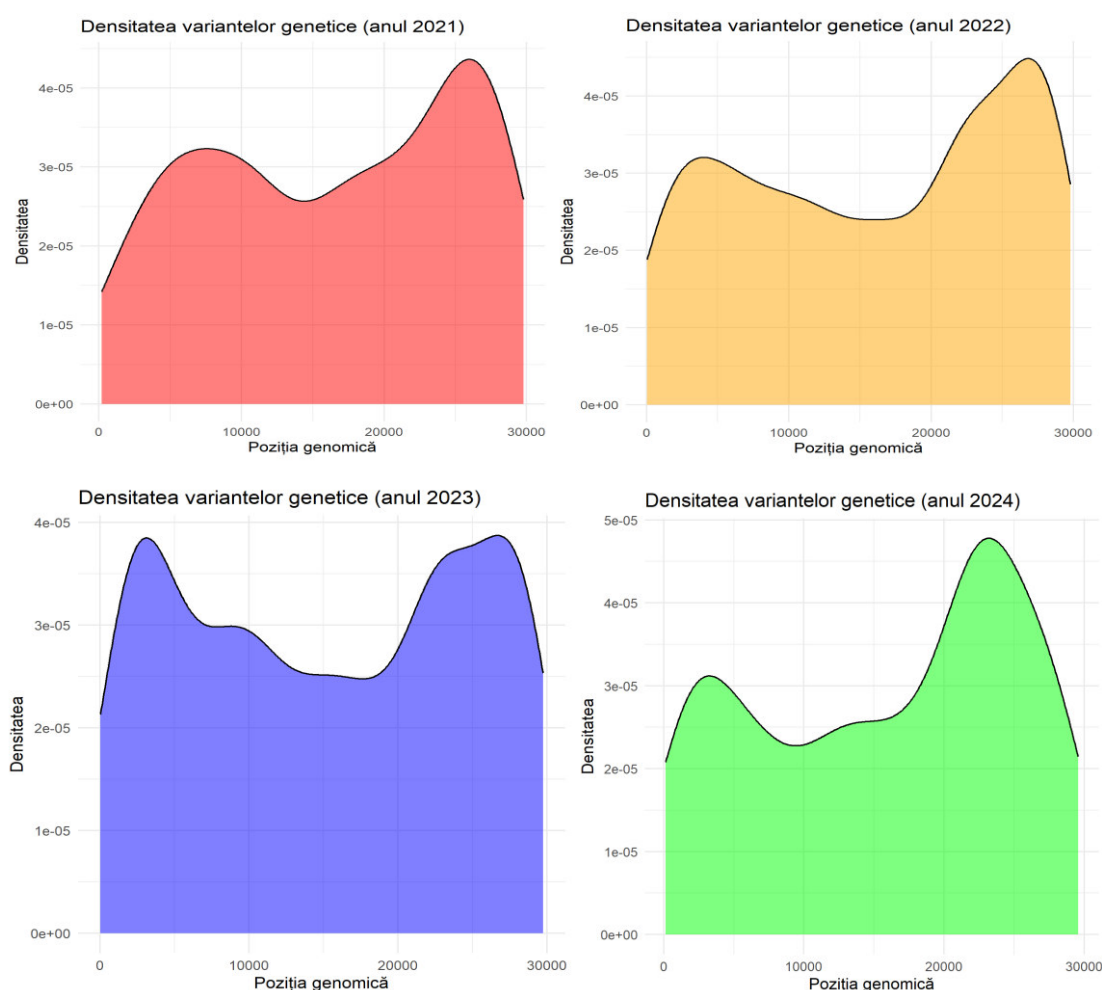 Densitatea variantelor genetice (anul 2021)
Densitatea
4e-05
3e-05
2e-05
1e-05
0e+00
0 10000 20000 30000
Poziția genomică
Densitatea variantelor genetice (anul 2022)
Densitatea
4e-05
3e-05
2e-05
1e-05
0e+00
0 10000 20000 30000
Poziția genomică
Densitatea variantelor genetice (anul 2023)
Densitatea
4e-05
3e-05
2e-05
1e-05
0e+00
0 10000 20000 30000
Poziția genomică
Densitatea variantelor genetice (anul 2024)
Densitatea
5e-05
4e-05
3e-05
2e-05
1e-05
0e+00
0 10000 20000 30000
Poziția genomică